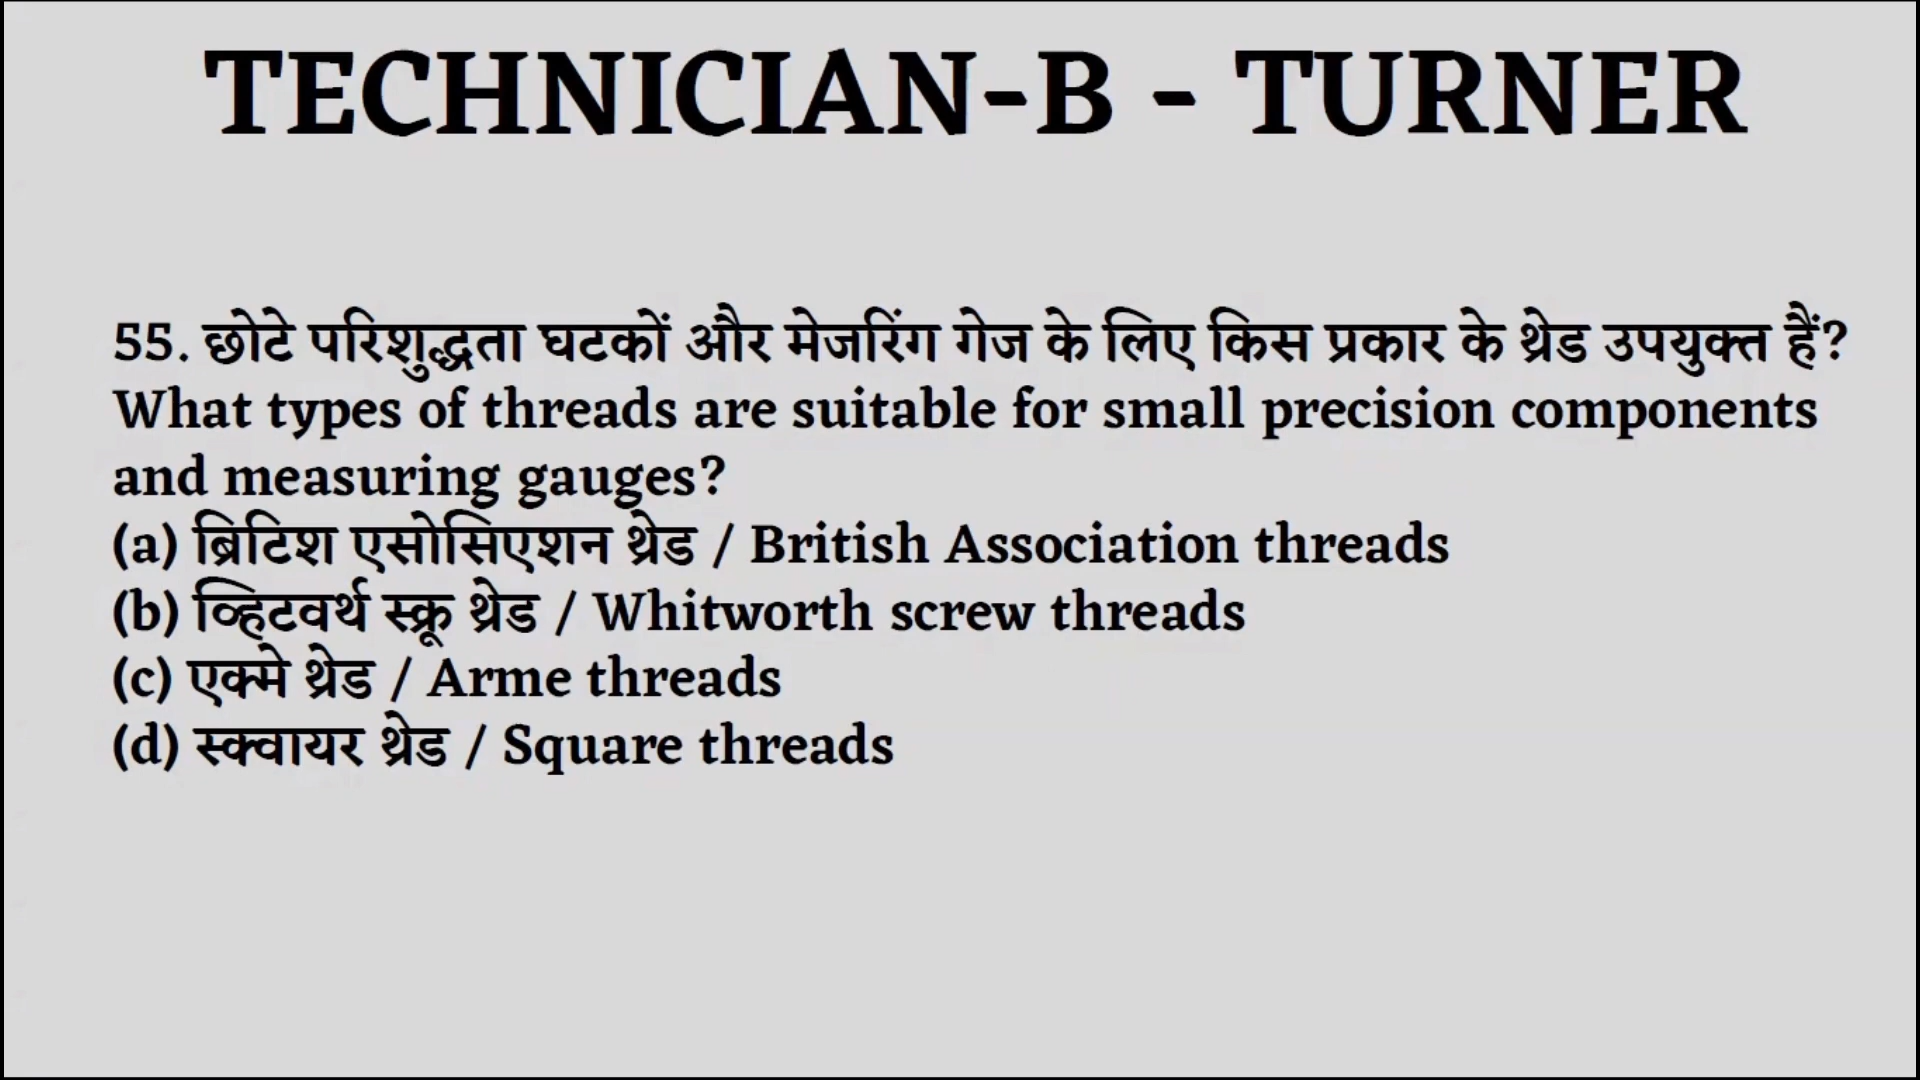 TECHNICIAN-B - TURNER
55. छोटे परिशुद्धता घटकों और मेजरिंग गेज के लिए किस प्रकार के थ्रेड उपयुक्त हैं?
What types of threads are suitable for small precision components
and measuring gauges?
(a) ब्रिटिश एसोसिएशन थ्रेड / British Association threads
(b) व्हिटवर्थ स्क्रू थ्रेड / Whitworth screw threads
(c) एक्मे थ्रेड / Arme threads
(d) स्क्वायर थ्रेड / Square threads